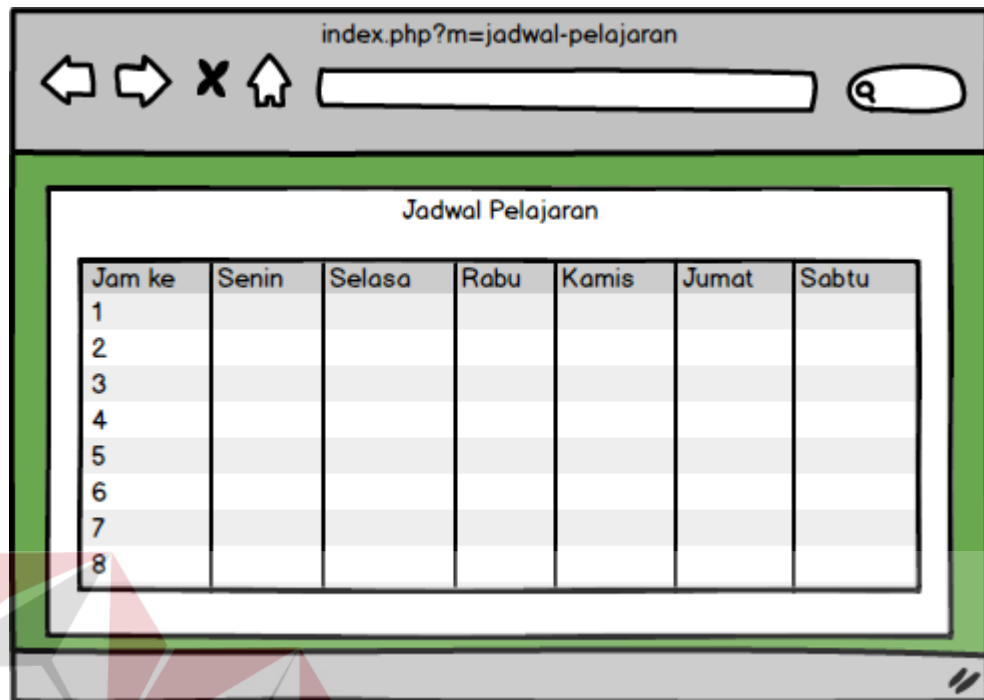 index.php?m=jadwal-pelajaran
Jadwal Pelajaran
Jam ke Senin Selasa Rabu Kamis Jumat Sabtu
1
2
3
4
5
6
7
8